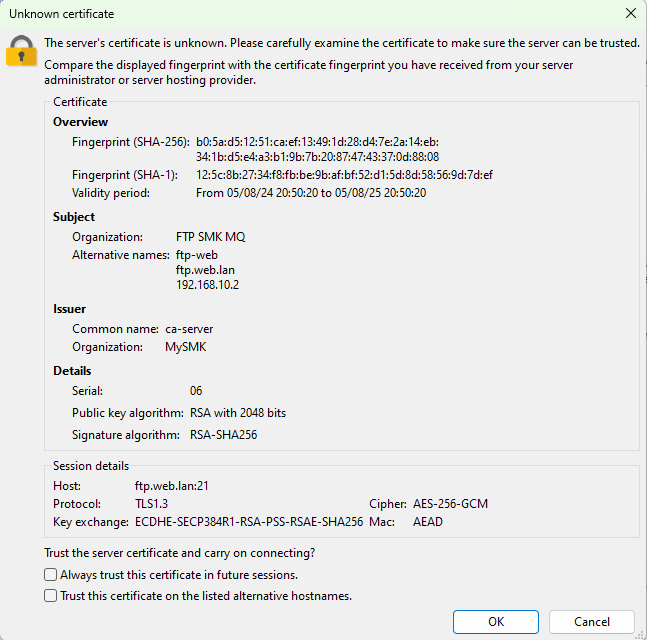 Unknown certificate
The server's certificate is unknown. Please carefully examine the certificate to make sure the server can be trusted.
Compare the displayed fingerprint with the certificate fingerprint you have received from your server
administrator or server hosting provider.
Certificate
Overview
Fingerprint (SHA-256): b0:5a:d5:12:51:ca:ef:13:49:1d:28:d4:7e:2a:14:eb:
34:1b:d5:e4:a3:b1:9b:7b:20:87:47:43:37:0d:88:08
Fingerprint (SHA-1): 12:5c:8b:27:34:f8:fb:be:9b:af:bf:52:d1:5d:8d:58:56:9d:7d:ef
Validity period: From 05/08/24 20:50:20 to 05/08/25 20:50:20
Subject
Organization: FTP SMK MQ
Alternative names: ftp-web
ftp.web.lan
192.168.10.2
Issuer
Common name: ca-server
Organization: MySMK
Details
Serial: 06
Public key algorithm: RSA with 2048 bits
Signature algorithm: RSA-SHA256
Session details
Host: ftp.web.lan:21
Protocol: TLS1.3 Cipher: AES-256-GCM
Key exchange: ECDHE-SECP384R1-RSA-PSS-RSAE-SHA256 Mac: AEAD
Trust the server certificate and carry on connecting?
Always trust this certificate in future sessions.
Trust this certificate on the listed alternative hostnames.
OK Cancel